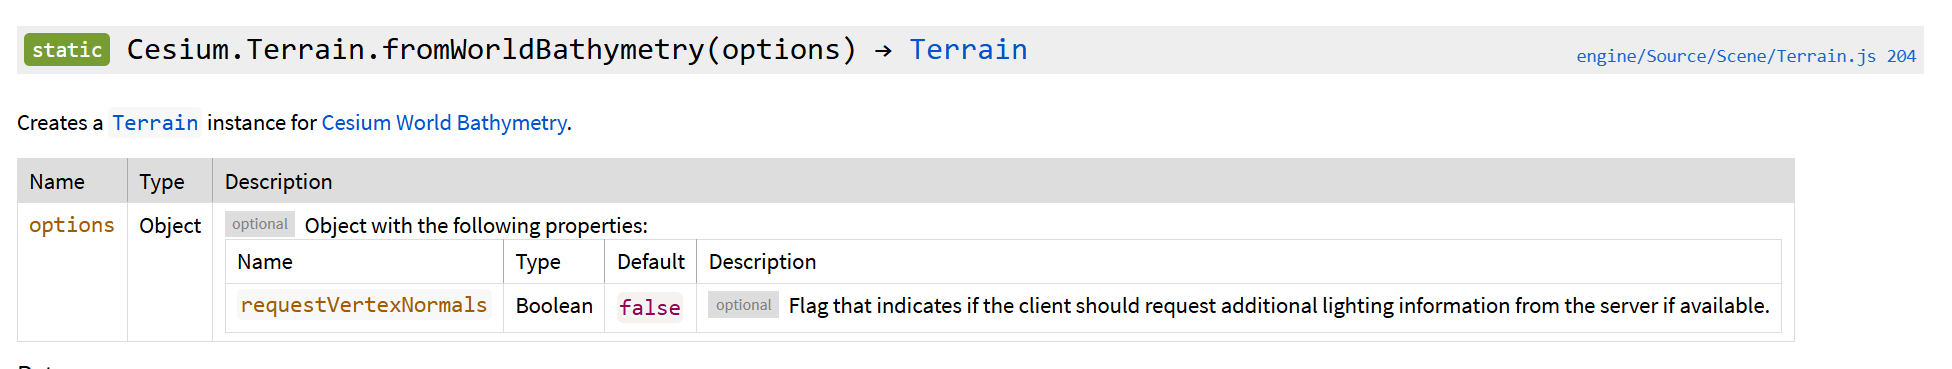 static Cesium.Terrain.fromWorldBathymetry(options) → Terrain engine/Source/Scene/Terrain.js 204
Creates a Terrain instance for Cesium World Bathymetry.
Name Type Description
options Object optional Object with the following properties:
Name Type Default Description
requestVertexNormals Boolean false optional Flag that indicates if the client should request additional lighting information from the server if available.